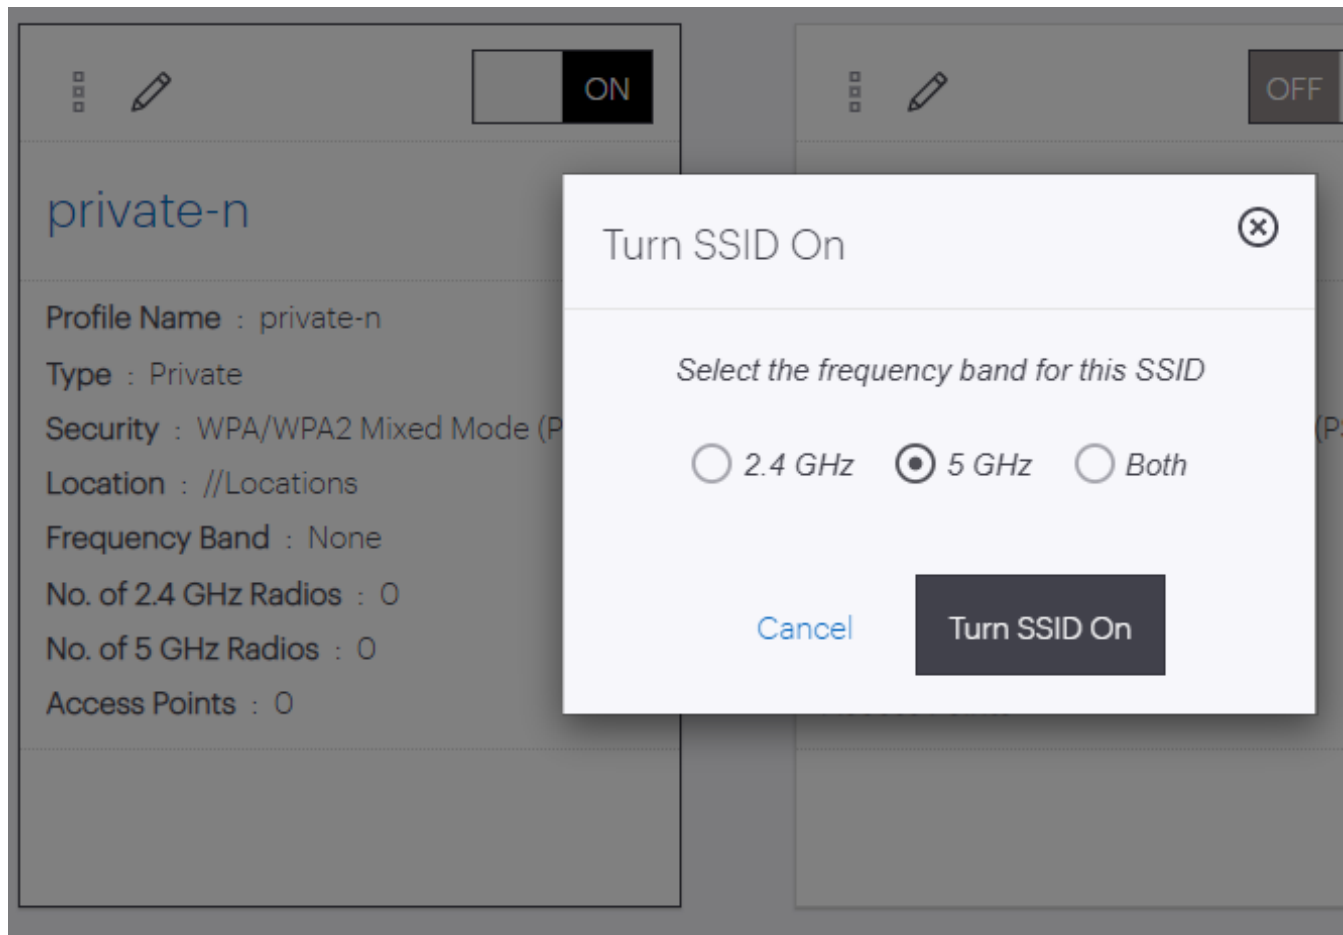 ON
OFF
private-n
Turn SSID On
Profile Name : private-n
Type : Private
Security : WPA/WPA2 Mixed Mode (P
Location : //Locations
Frequency Band : None
No. of 2.4 GHz Radios : 0
No. of 5 GHz Radios : 0
Access Points : 0
Select the frequency band for this SSID
2.4 GHz 5 GHz Both
Cancel Turn SSID On